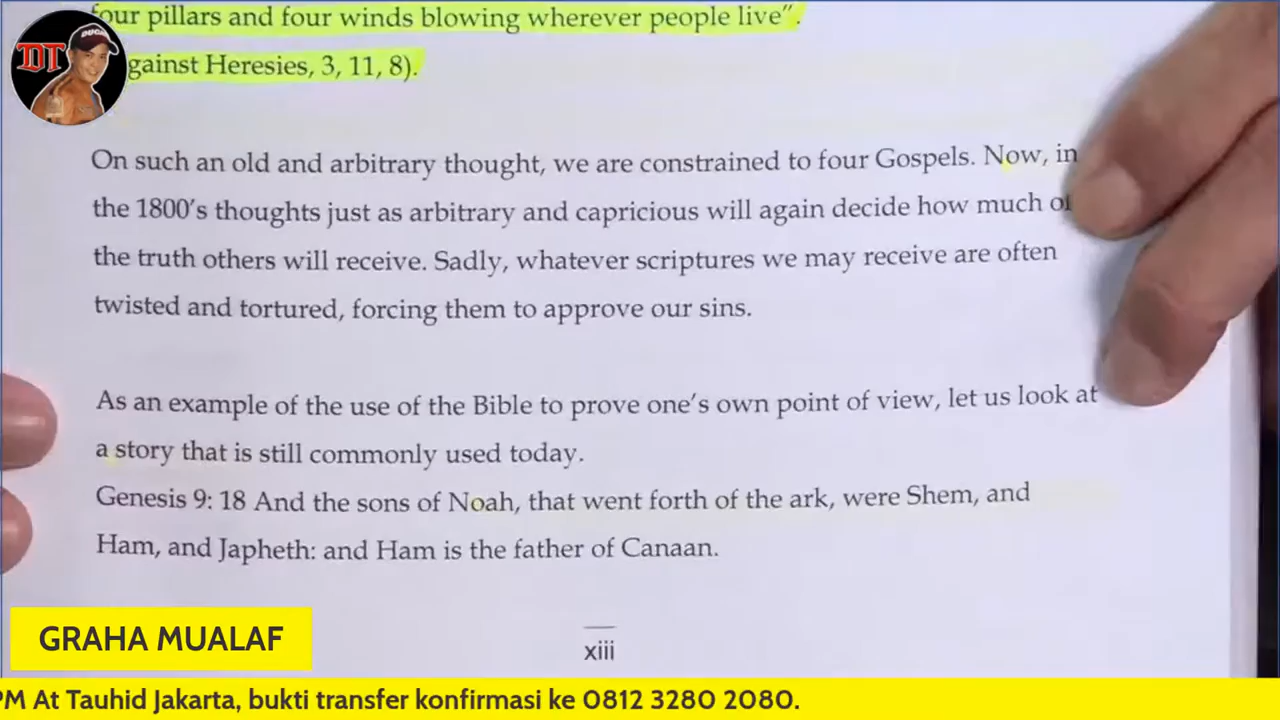 four pillars and four winds blowing wherever people live”.
gainst Heresies, 3, 11, 8).
DT
DUCATI
On such an old and arbitrary thought, we are constrained to four Gospels. Now, in
the 1800’s thoughts just as arbitrary and capricious will again decide how much of
the truth others will receive. Sadly, whatever scriptures we may receive are often
twisted and tortured, forcing them to approve our sins.
As an example of the use of the Bible to prove one’s own point of view, let us look at
a story that is still commonly used today.
Genesis 9: 18 And the sons of Noah, that went forth of the ark, were Shem, and
Ham, and Japheth: and Ham is the father of Canaan.
xiii
GRAHA MUALAF
PM At Tauhid Jakarta, bukti transfer konfirmasi ke 0812 3280 2080.